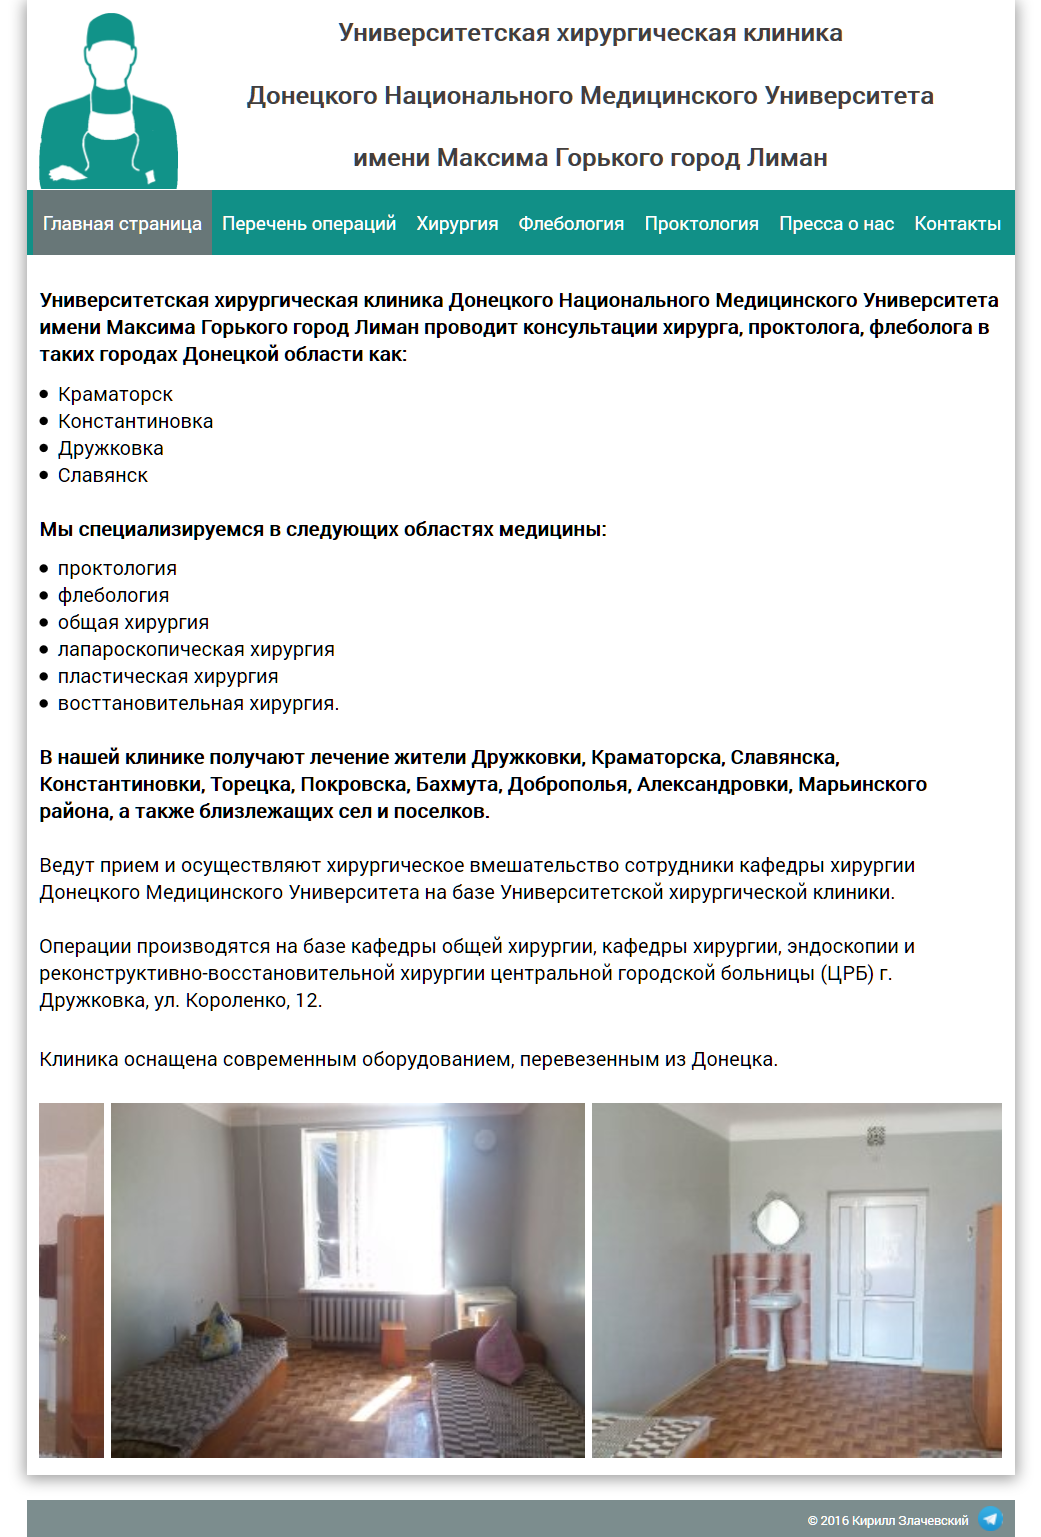 Университетская хирургическая клиника
Донецкого Национального Медицинского Университета
имени Максима Горького город Лиман
Главная страница Перечень операций Хирургия Флебология Проктология Пресса о нас Контакты
Университетская хирургическая клиника Донецкого Национального Медицинского Университета
имени Максима Горького город Лиман проводит консультации хирурга, проктолога, флеболога в
таких городах Донецкой области как:
Краматорск
Константиновка
Дружковка
Славянск
Мы специализируемся в следующих областях медицины:
проктология
флебология
общая хирургия
лапароскопическая хирургия
пластическая хирургия
восттановительная хирургия.
В нашей клинике получают лечение жители Дружковки, Краматорска, Славянска,
Константиновки, Торецка, Покровска, Бахмута, Доброполья, Александровки, Марьинского
района, а также близлежащих сел и поселков.
Ведут прием и осуществляют хирургическое вмешательство сотрудники кафедры хирургии
Донецкого Медицинского Университета на базе Университетской хирургической клиники.
Операции производятся на базе кафедры общей хирургии, кафедры хирургии, эндоскопии и
реконструктивно-восстановительной хирургии центральной городской больницы (ЦРБ) г.
Дружковка, ул. Короленко, 12.
Клиника оснащена современным оборудованием, перевезенным из Донецка.
© 2016 Кирилл Злачевский